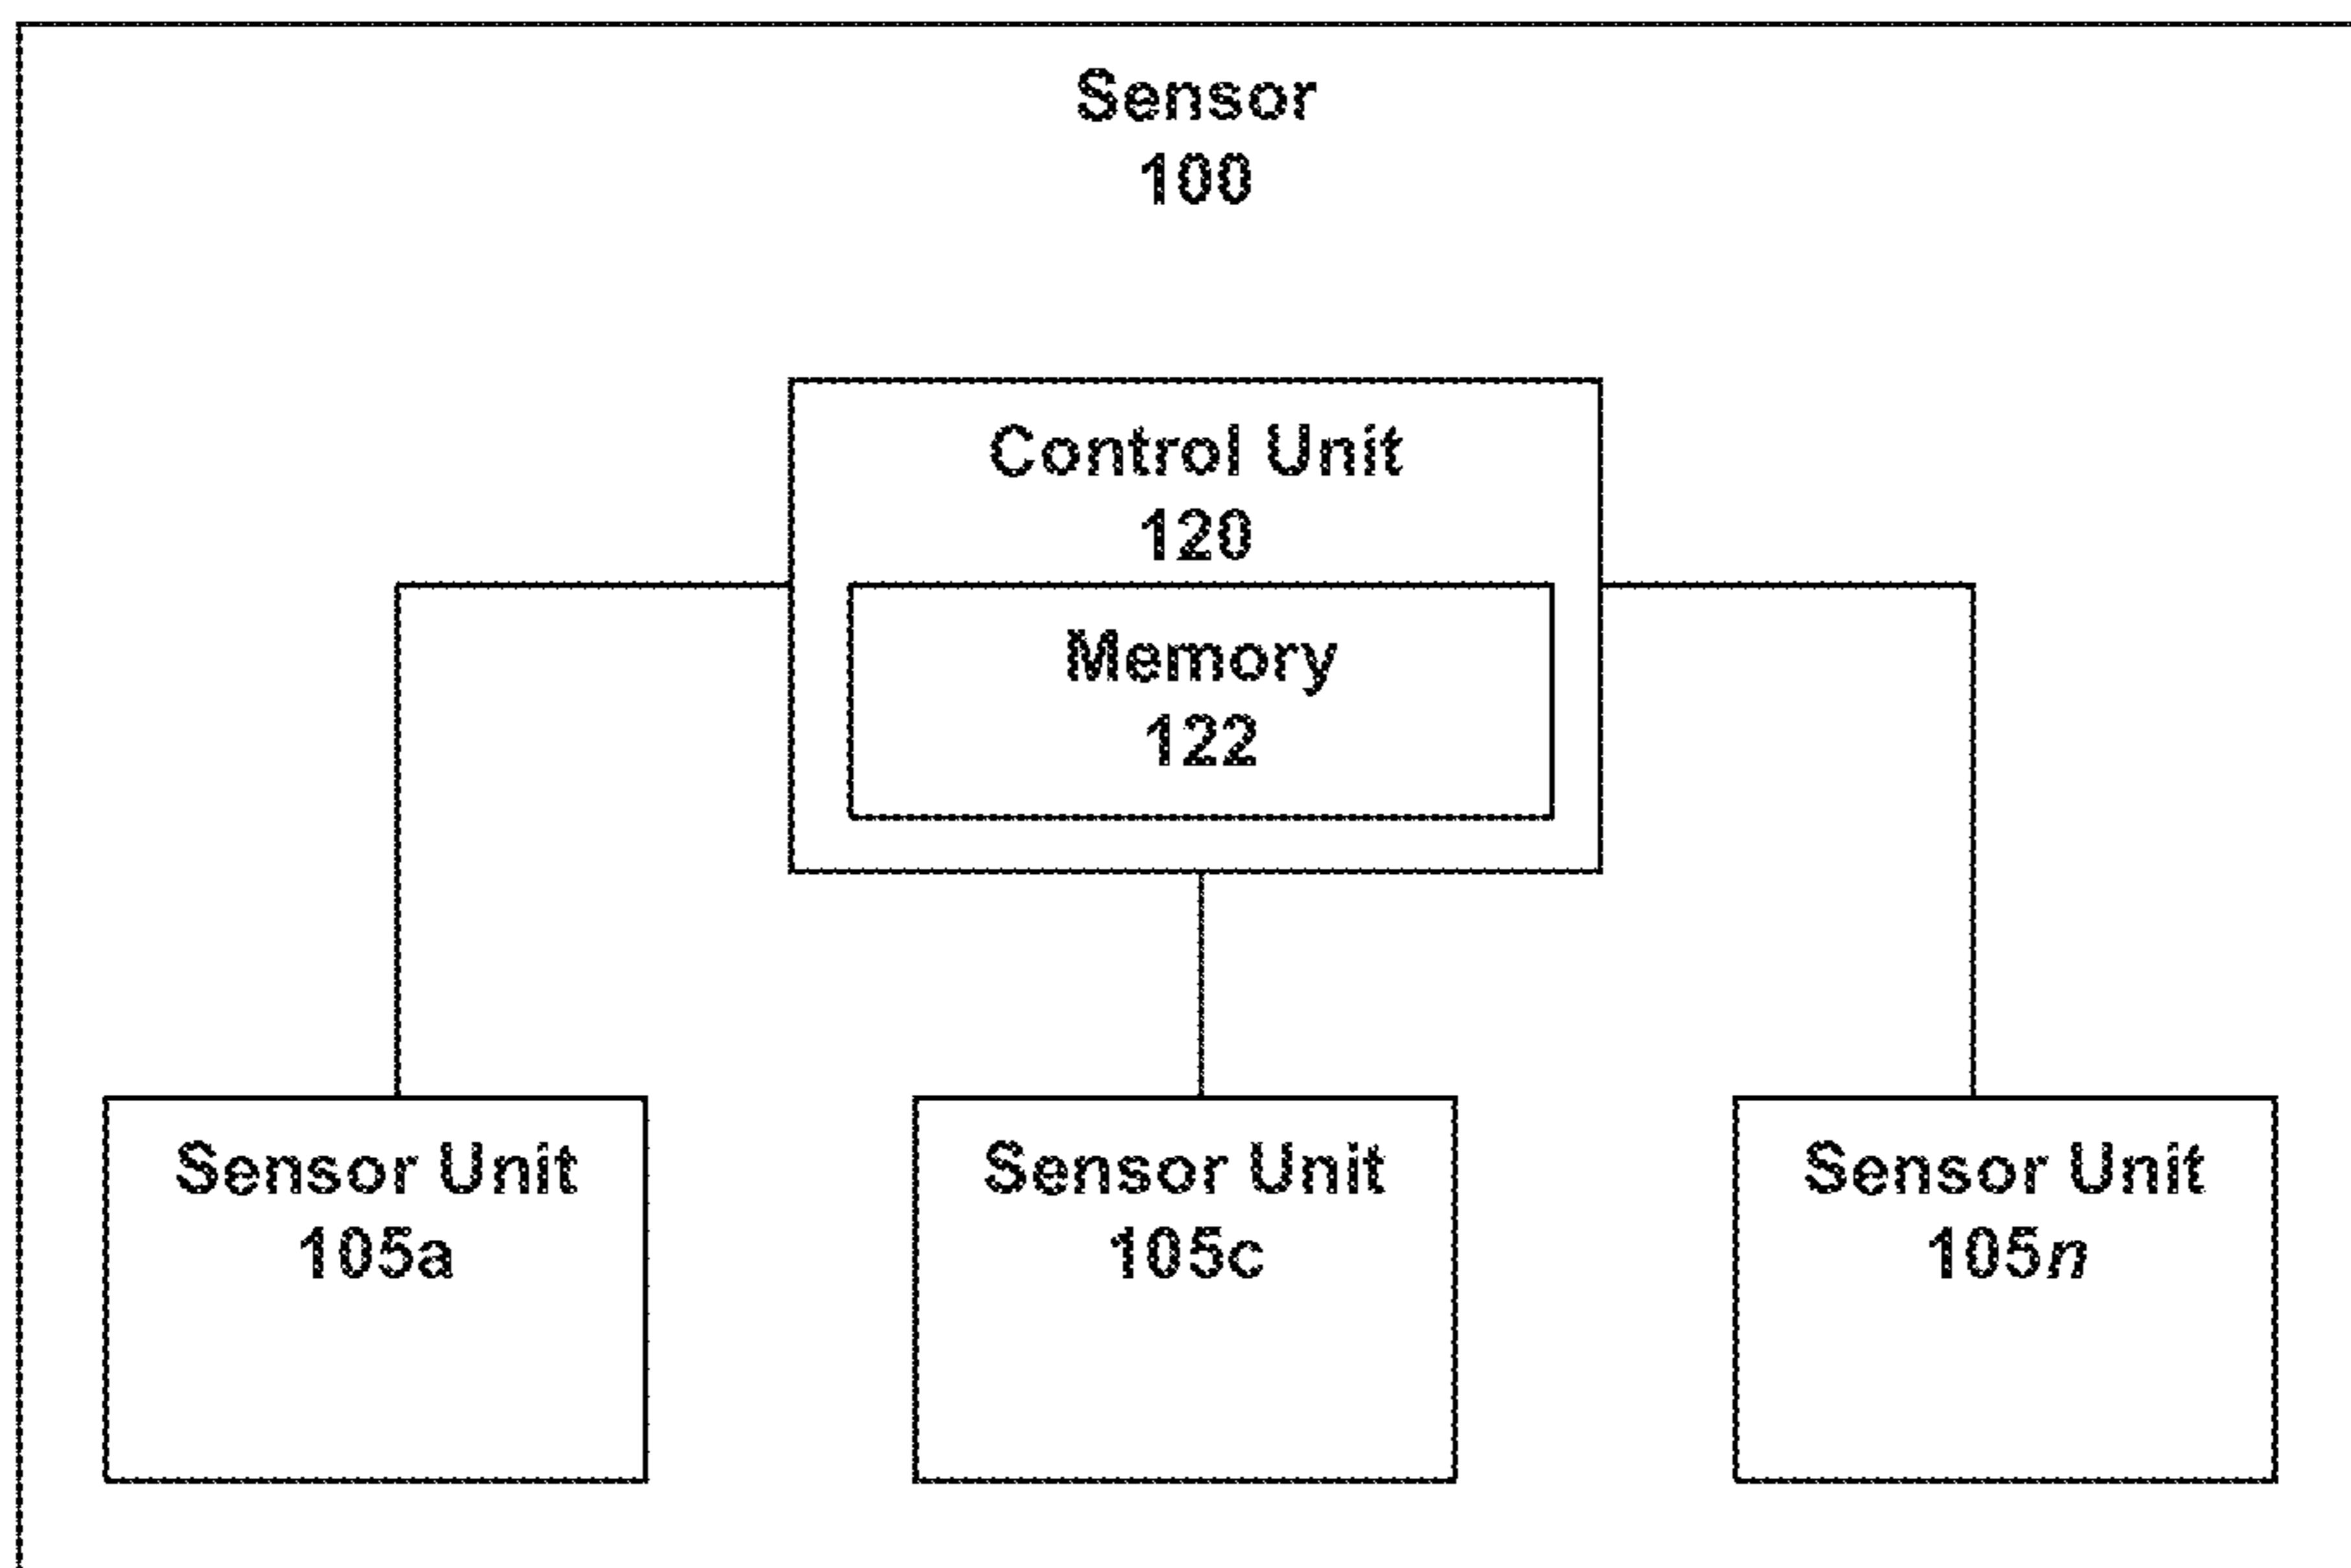 Sensor
100
Control Unit
120
Memory
122
Sensor Unit
105a
Sensor Unit
105c
Sensor Unit
105n